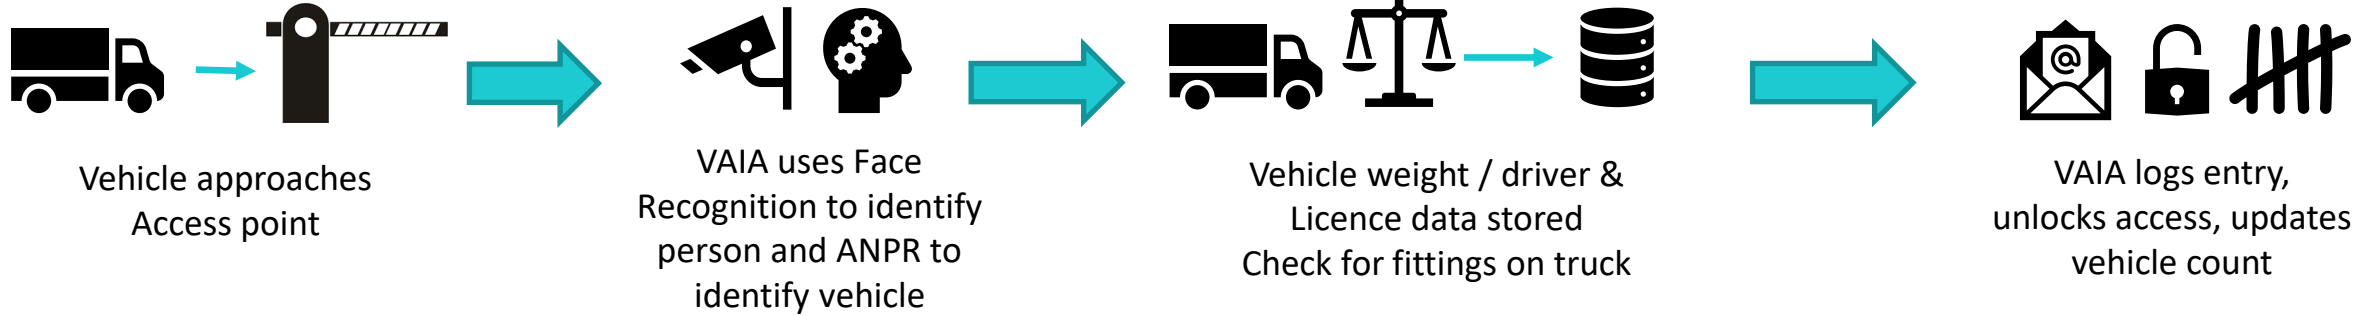 Vehicle approaches
Access point
VAIA uses Face
Recognition to identify
person and ANPR to
identify vehicle
Vehicle weight / driver &
Licence data stored
Check for fittings on truck
@
VAIA logs entry,
unlocks access, updates
vehicle count